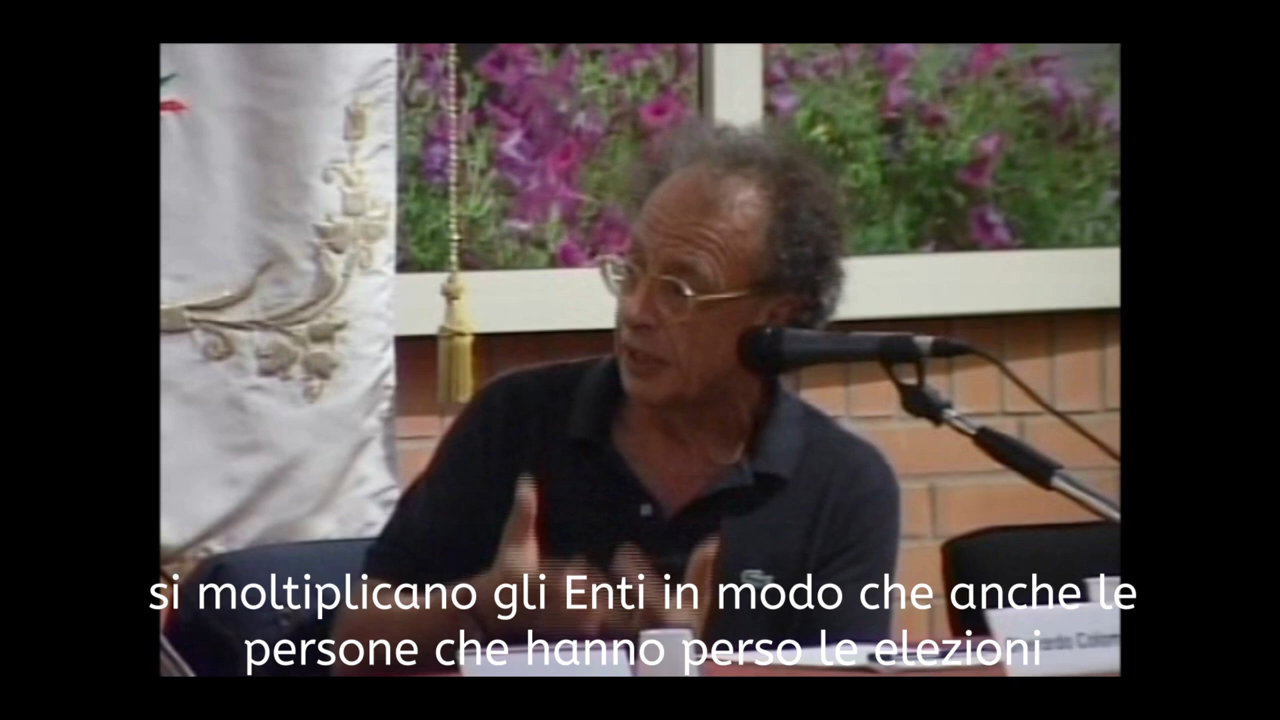 si moltiplicano gli Enti in modo che anche le
persone che hanno perso le elezioni